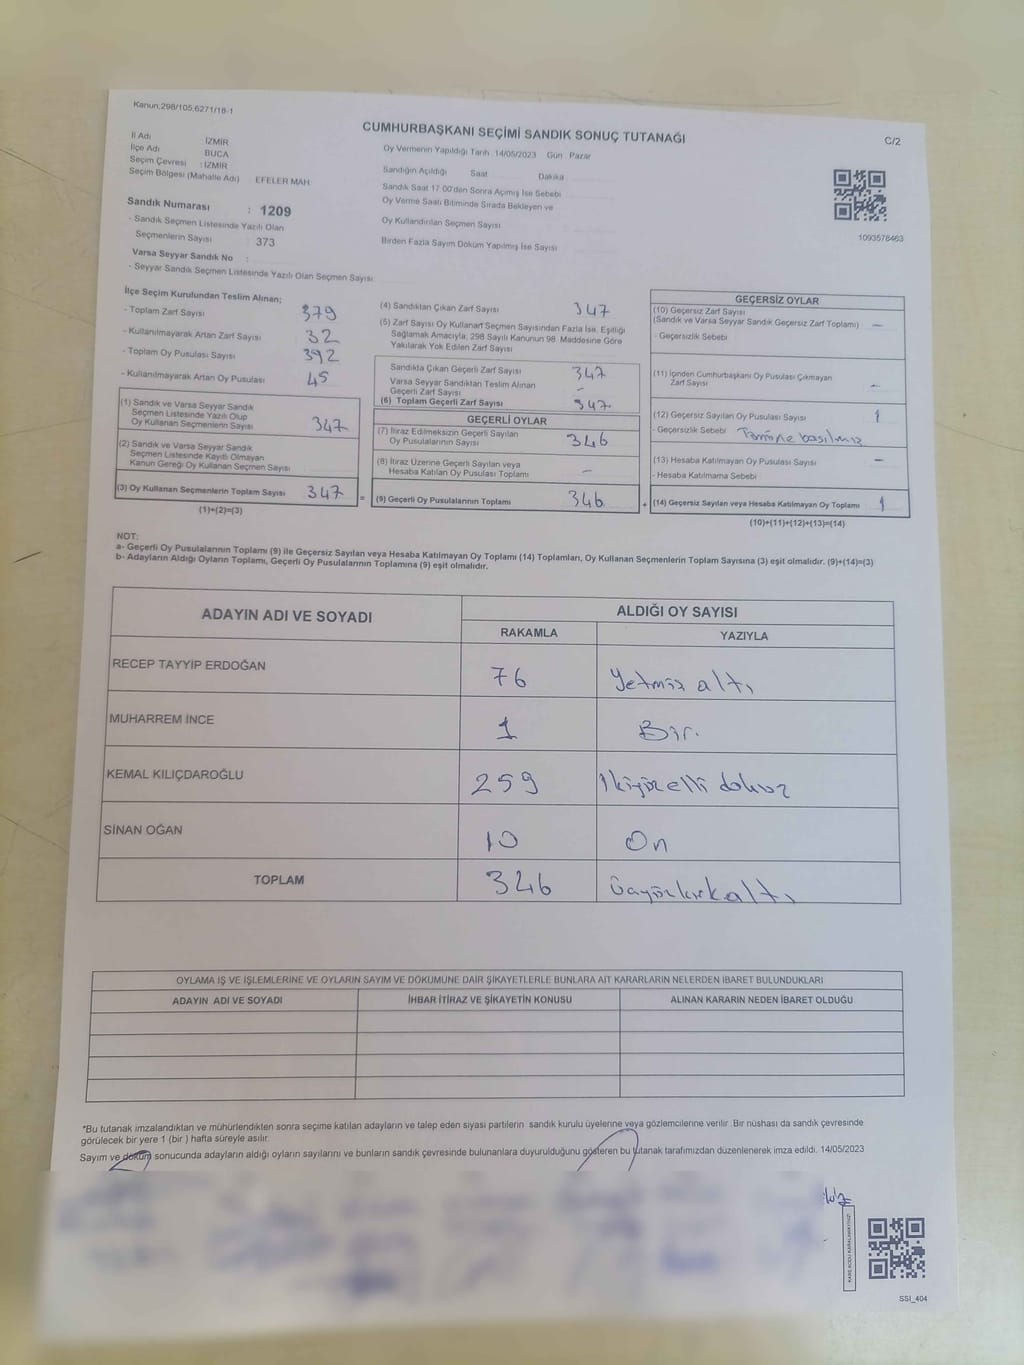 Kanun.298/105,6271/18-1
CUMHURBAŞKANI SEÇİMİ SANDIK SONUÇ TUTANAĞI
C/2
İl Adı İZMİR
İlçe Adı BUCA
Seçim Çevresi : İZMİR
Seçim Bölgesi (Mahalle Adı) : EFELER MAH.
Oy Vermenin Yapıldığı Tarih 14/05/2023 Gün Pazar
Sandığın Açıldığı Saat Dakika
Sandık Saat 17.00'den Sonra Açımış İse Sebebi
Oy Verme Saati Bitiminde Sırada Bekleyen ve
Oy Kullandırılan Seçmen Sayısı
Birden Fazla Sayım Döküm Yapılmış İse Sayısı
1093578463
Sandık Numarası : 1209
- Sandık Seçmen Listesinde Yazılı Olan
Seçmenlerin Sayısı 373
Varsa Seyyar Sandık No :
- Seyyar Sandık Seçmen Listesinde Yazılı Olan Seçmen Sayısı:
İlçe Seçim Kurulundan Teslim Alınan;
- Toplam Zarf Sayısı 379
- Kullanılmayarak Artan Zarf Sayısı 32
- Toplam Oy Pusulası Sayısı 392
- Kullanılmayarak Artan Oy Pusulası 45
(1) Sandık ve Varsa Seyyar Sandık
Seçmen Listesinde Yazılı Olup
Oy Kullanan Seçmenlerin Sayısı 347
(2) Sandık ve Varsa Seyyar Sandık
Seçmen Listesinde Kayıtlı Olmayan
Kanun Gereği Oy Kullanan Seçmen Sayısı
(3) Oy Kullanan Seçmenlerin Toplam Sayısı 347
(1)+(2)=(3)
(4) Sandıktan Çıkan Zarf Sayısı 347
(5) Zarf Sayısı Oy Kullanan Seçmen Sayısından Fazla İse, Eşitliği
Sağlamak Amacıyla, 298 Sayılı Kanunun 98. Maddesine Göre
Yakılarak Yok Edilen Zarf Sayısı
Sandıkta Çıkan Geçerli Zarf Sayısı 347
Varsa Seyyar Sandıktan Teslim Alınan
Geçerli Zarf Sayısı -
(6) Toplam Geçerli Zarf Sayısı 347
GEÇERLİ OYLAR
(7) İtiraz Edilmeksizin Geçerli Sayılan
Oy Pusulalarının Sayısı 346
(8) İtiraz Üzerine Geçerli Sayılan veya
Hesaba Katılan Oy Pusulası Toplamı -
= (9) Geçerli Oy Pusulalarının Toplamı 346 +
GEÇERSİZ OYLAR
(10) Geçersiz Zarf Sayısı
(Sandık ve Varsa Seyyar Sandık Geçersiz Zarf Toplamı) -
- Geçersizlik Sebebi
(11) İçinden Cumhurbaşkanı Oy Pusulası Çıkmayan
Zarf Sayısı -
(12) Geçersiz Sayılan Oy Pusulası Sayısı 1
- Geçersizlik Sebebi
(13) Hesaba Katılmayan Oy Pusulası Sayısı -
- Hesaba Katılmama Sebebi
(14) Geçersiz Sayılan veya Hesaba Katılmayan Oy Toplamı 1
(10)+(11)+(12)+(13)=(14)
NOT:
a- Geçerli Oy Pusulalarının Toplamı (9) ile Geçersiz Sayılan veya Hesaba Katılmayan Oy Toplamı (14) Toplamları, Oy Kullanan Seçmenlerin Toplam Sayısına (3) eşit olmalıdır. (9)+(14)=(3)
b- Adayların Aldığı Oyların Toplamı, Geçerli Oy Pusulalarının Toplamına (9) eşit olmalıdır.
ADAYIN ADI VE SOYADI ALDIĞI OY SAYISI
RAKAMLA YAZIYLA
RECEP TAYYİP ERDOĞAN 76 Yetmiş altı
MUHARREM İNCE 1 Bir.
KEMAL KILIÇDAROĞLU 259 İkiyüzelli dokuz
SİNAN OĞAN 10 On
TOPLAM 346 Üçyüzkırkaltı
OYLAMA İŞ VE İŞLEMLERİNE VE OYLARIN SAYIM VE DÖKÜMÜNE DAİR ŞİKAYETLERLE BUNLARA AİT KARARLARIN NELERDEN İBARET BULUNDUKLARI
ADAYIN ADI VE SOYADI İHBAR İTİRAZ VE ŞİKAYETİN KONUSU ALINAN KARARIN NEDEN İBARET OLDUĞU
*Bu tutanak imzalandıktan ve mühürlendikten sonra seçime katılan adayların ve talep eden siyasi partilerin sandık kurulu üyelerine veya gözlemcilerine verilir. Bir nüshası da sandık çevresinde
görülecek bir yere 1 (bir ) hafta süreyle asılır.
Sayım ve döküm sonucunda adayların aldığı oyların sayılarını ve bunların sandık çevresinde bulunanlara duyurulduğunu gösteren bu tutanak tarafımızdan düzenlenerek imza edildi. 14/05/2023
SSİ_404